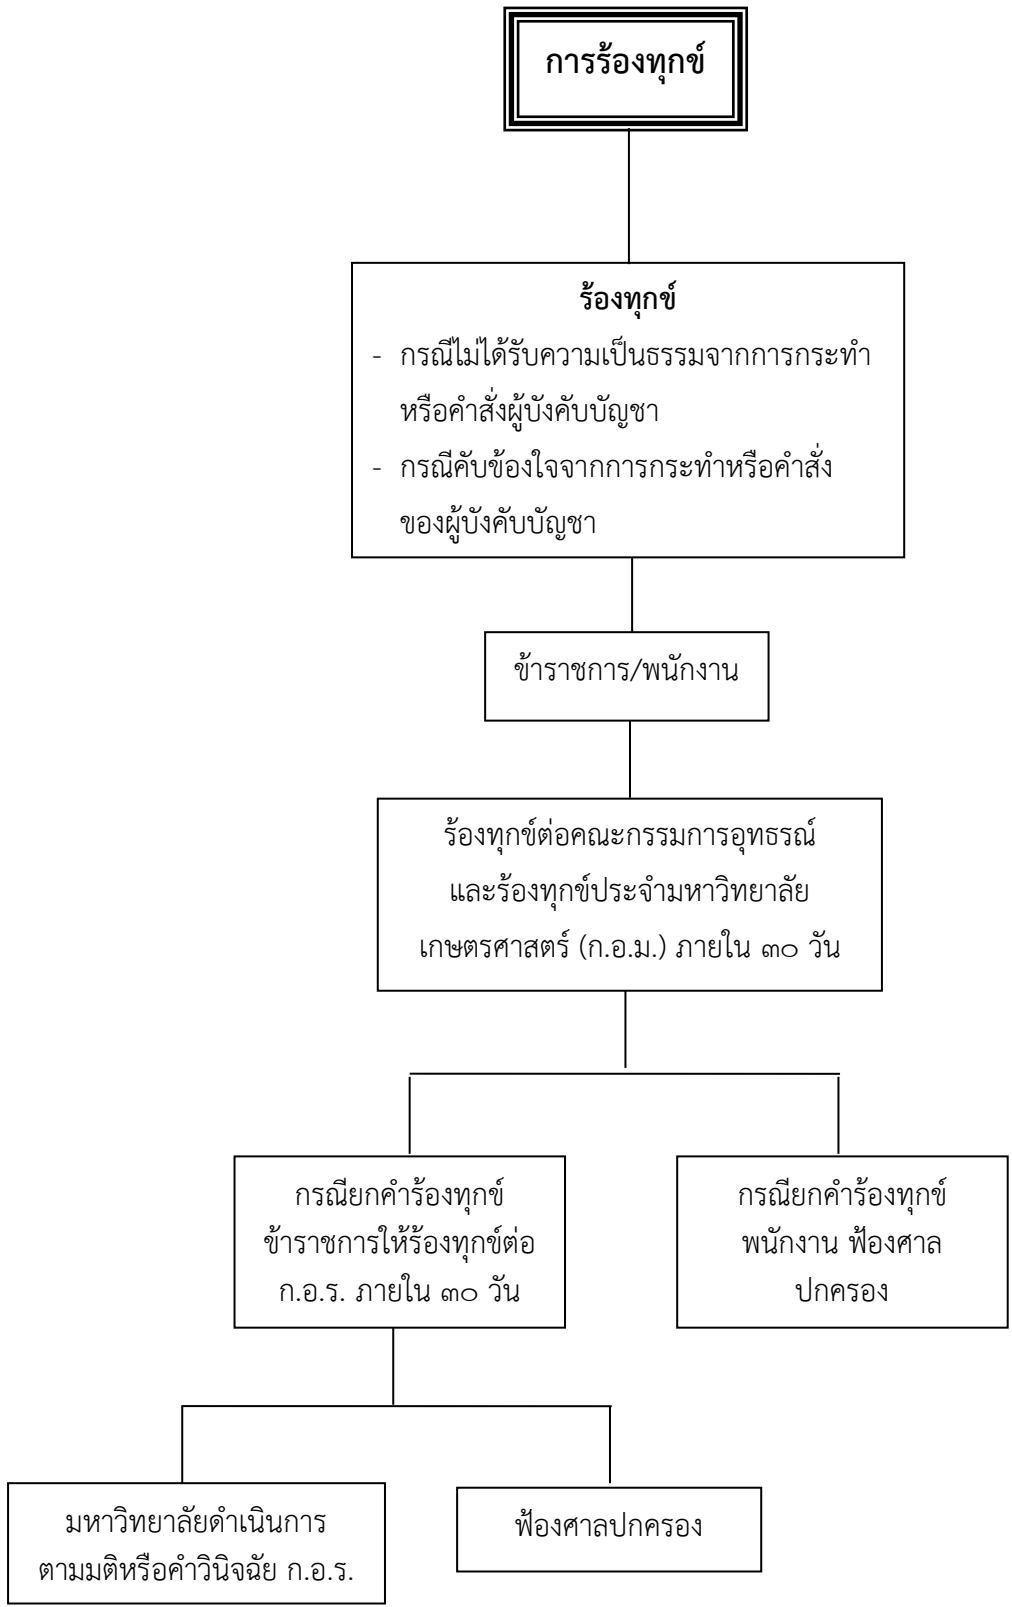 การร้องทุกข์
ร้องทุกข์
- กรณีไม่ได้รับความเป็นธรรมจากการกระทำ
หรือคำสั่งผู้บังคับบัญชา
- กรณีคับข้องใจจากการกระทำหรือคำสั่ง
ของผู้บังคับบัญชา
ข้าราชการ/พนักงาน
ร้องทุกข์ต่อคณะกรรมการอุทธรณ์
และร้องทุกข์ประจำมหาวิทยาลัย
เกษตรศาสตร์ (ก.อ.ม.) ภายใน ๓๐ วัน
กรณียกคำร้องทุกข์
ข้าราชการให้ร้องทุกข์ต่อ
ก.อ.ร. ภายใน ๓๐ วัน
กรณียกคำร้องทุกข์
พนักงาน ฟ้องศาล
ปกครอง
มหาวิทยาลัยดำเนินการ
ตามมติหรือคำวินิจฉัย ก.อ.ร.
ฟ้องศาลปกครอง